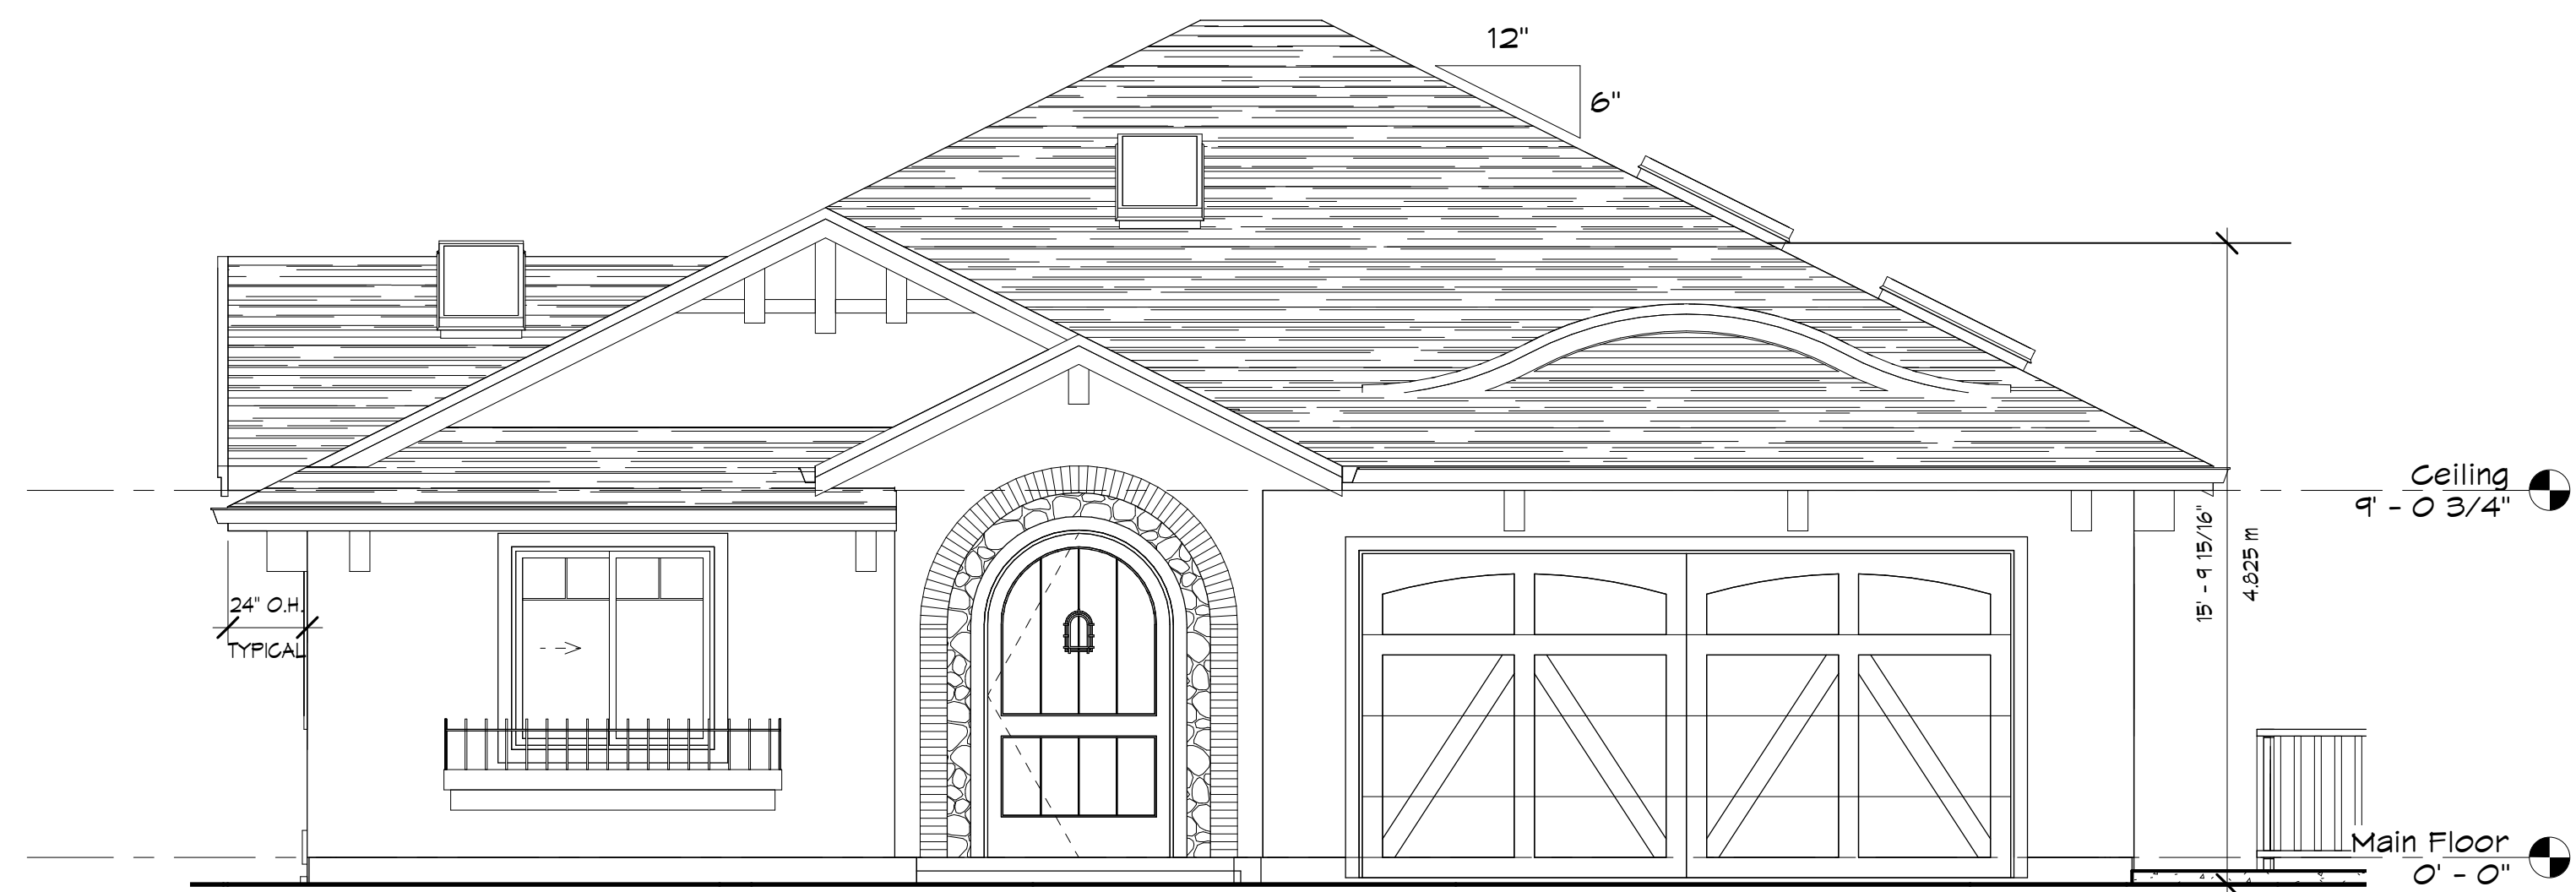 12"
6"
Ceiling
9' - 0 3/4"
15' - 9 15/16"
4.825 m
24" O.H.
TYPICAL
Main Floor
0' - 0"